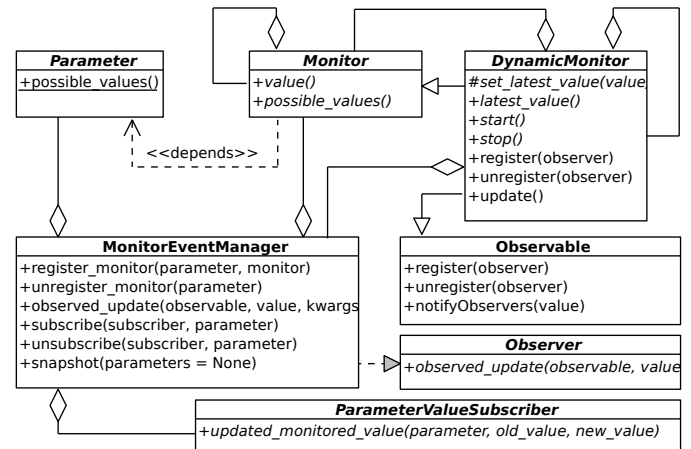 Parameter
+possible_values()
Monitor
+value()
+possible_values()
DynamicMonitor
#set_latest_value(value
+latest_value()
+start()
+stop()
+register(observer)
+unregister(observer)
+update()
<<depends>>
MonitorEventManager
+register_monitor(parameter, monitor)
+unregister_monitor(parameter)
+observed_update(observable, value, kwargs
+subscribe(subscriber, parameter)
+unsubscribe(subscriber, parameter)
+snapshot(parameters = None)
Observable
+register(observer)
+unregister(observer)
+notifyObservers(value)
Observer
+observed_update(observable, value
ParameterValueSubscriber
+updated_monitored_value(parameter, old_value, new_value)